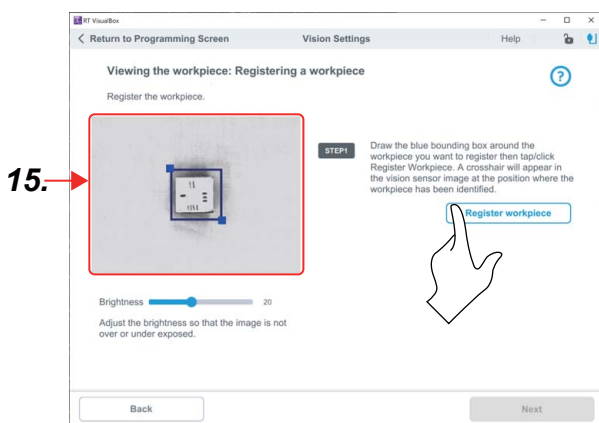 RT VisualBox
Return to Programming Screen Vision Settings Help
Viewing the workpiece: Registering a workpiece
?
Register the workpiece.
15.
STEP1
Draw the blue bounding box around the
workpiece you want to register then tap/click
Register Workpiece. A crosshair will appear in
the vision sensor image at the position where the
workpiece has been identified.
Register workpiece
Brightness 20
Adjust the brightness so that the image is not
over or under exposed.
Back Next